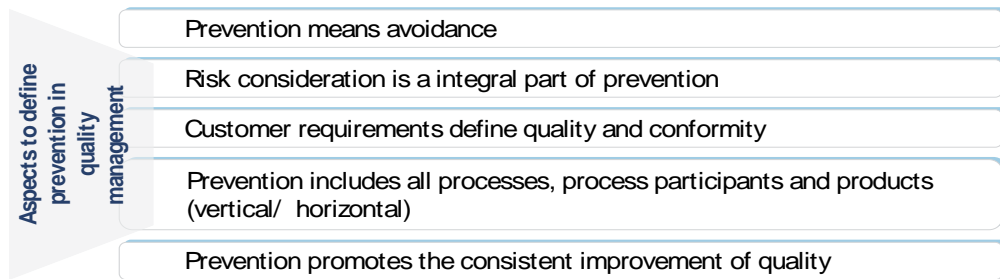 Aspects to define
prevention in
quality
management
Prevention means avoidance
Risk consideration is a integral part of prevention
Customer requirements define quality and conformity
Prevention includes all processes, process participants and products
(vertical/ horizontal)
Prevention promotes the consistent improvement of quality